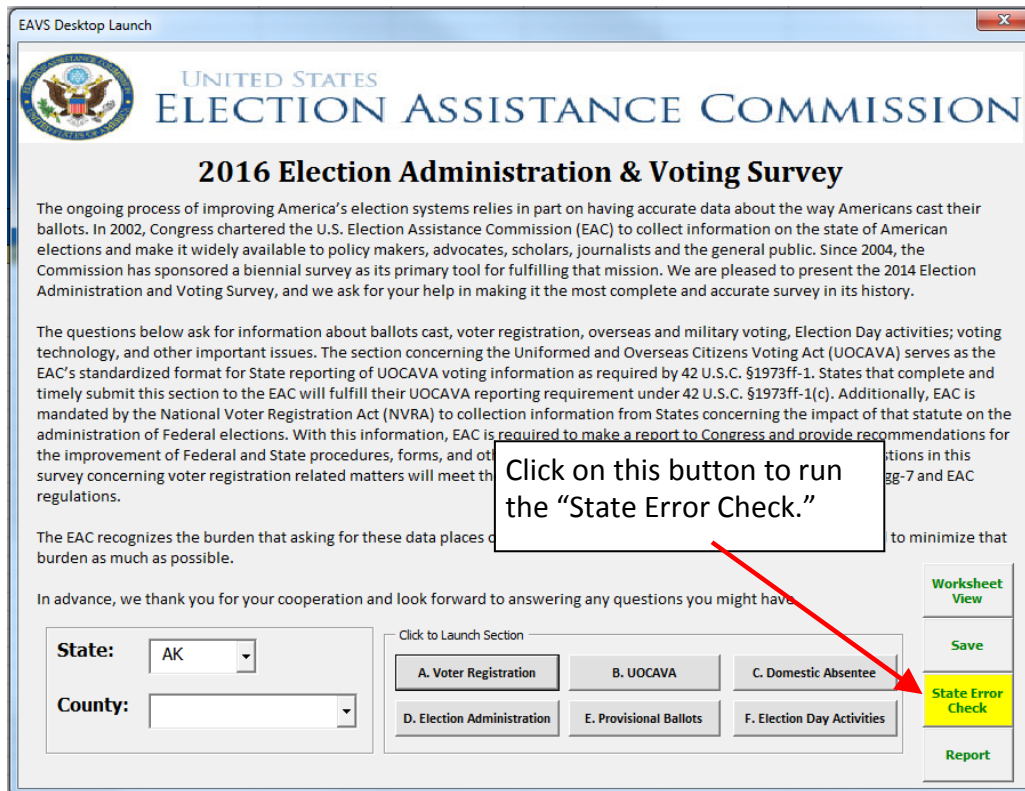 EAVS Desktop Launch
UNITED STATES
ELECTION ASSISTANCE COMMISSION
2016 Election Administration & Voting Survey
The ongoing process of improving America's election systems relies in part on having accurate data about the way Americans cast their
ballots. In 2002, Congress chartered the U.S. Election Assistance Commission (EAC) to collect information on the state of American
elections and make it widely available to policy makers, advocates, scholars, journalists and the general public. Since 2004, the
Commission has sponsored a biennial survey as its primary tool for fulfilling that mission. We are pleased to present the 2014 Election
Administration and Voting Survey, and we ask for your help in making it the most complete and accurate survey in its history.
The questions below ask for information about ballots cast, voter registration, overseas and military voting, Election Day activities; voting
technology, and other important issues. The section concerning the Uniformed and Overseas Citizens Voting Act (UOCAVA) serves as the
EAC's standardized format for State reporting of UOCAVA voting information as required by 42 U.S.C. §1973ff-1. States that complete and
timely submit this section to the EAC will fulfill their UOCAVA reporting requirement under 42 U.S.C. §1973ff-1(c). Additionally, EAC is
mandated by the National Voter Registration Act (NVRA) to collection information from States concerning the impact of that statute on the
administration of Federal elections. With this information, EAC is required to make a report to Congress and provide recommendations for
the improvement of Federal and State procedures, forms, and in this
survey concerning voter registration related matters will meet gg-7 and EAC
regulations.
Click on this button to run
the “State Error Check.”
The EAC recognizes the burden that asking for these data places to minimize that
burden as much as possible.
In advance, we thank you for your cooperation and look forward to answering any questions you might have
State: AK
County:
Click to Launch Section
A. Voter Registration B. UOCAVA C. Domestic Absentee
D. Election Administration E. Provisional Ballots F. Election Day Activities
Worksheet
View
Save
State Error
Check
Report